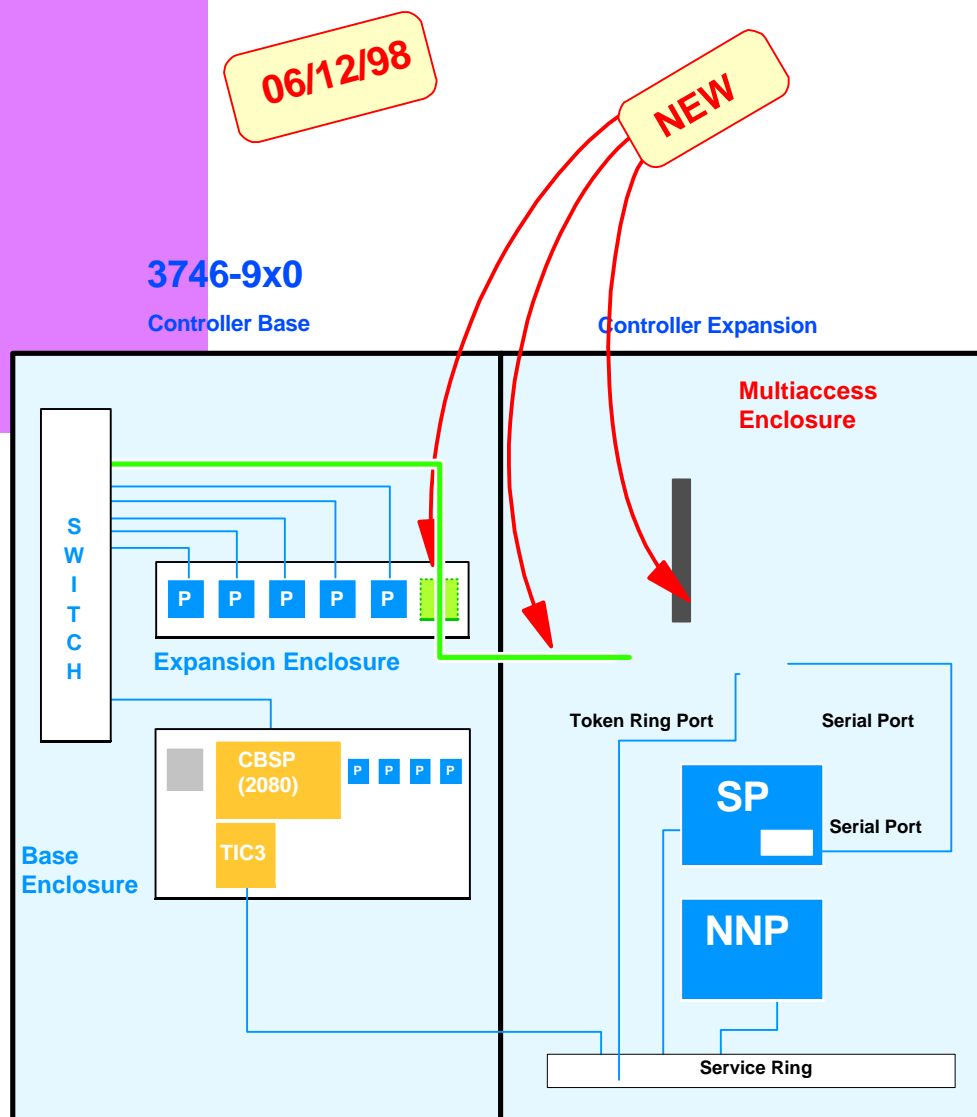 06/12/98
NEW
3746-9x0
Controller Base
Controller Expansion
Multiaccess
Enclosure
S
W
I
T
C
H
P
P
P
P
P
Expansion Enclosure
Token Ring Port
Serial Port
CBSP
(2080)
P
P
P
P
SP
Serial Port
TIC3
Base
Enclosure
NNP
Service Ring